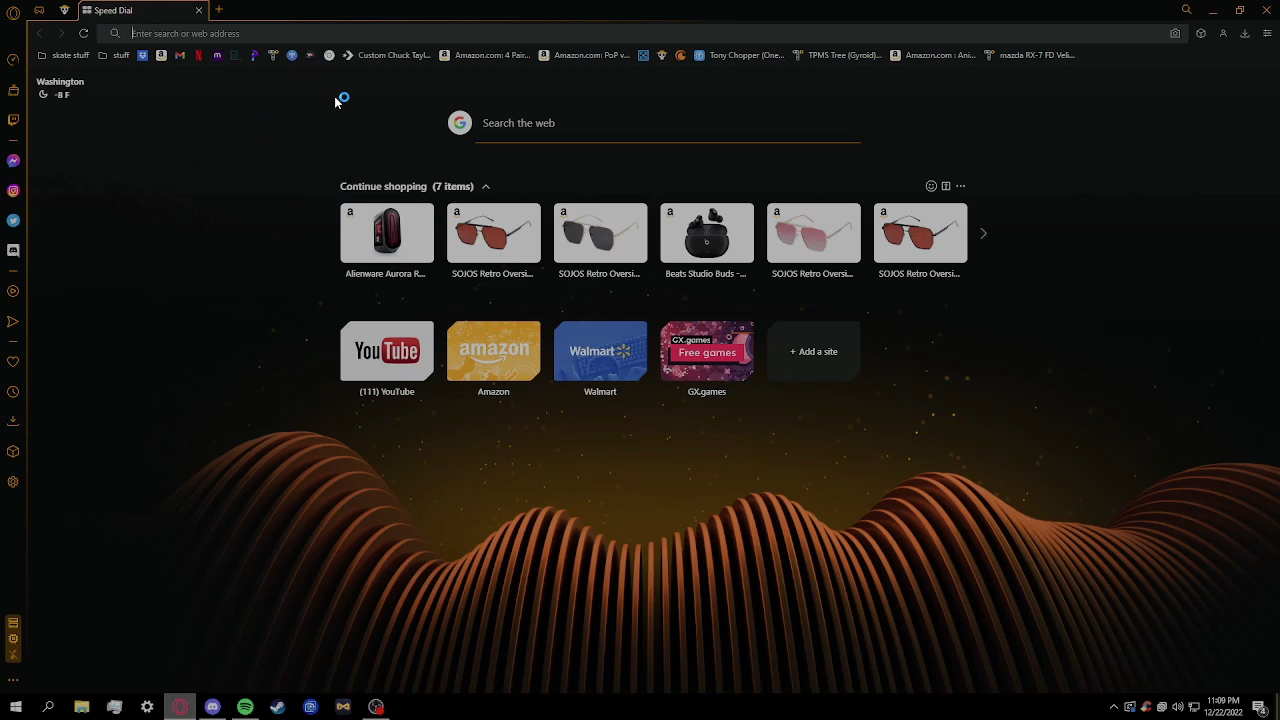 Speed Dial
Enter search or web address
skate stuff
stuff
Custom Chuck Tayl...
Amazon.com: 4 Pair...
Amazon.com: PoP v...
Tony Chopper (One...
TPMS Tree (Gyroid)...
Amazon.com : Ani...
mazda RX-7 FD Veil...
Washington
-8 F
Search the web
Continue shopping (7 items)
Alienware Aurora R...
SOJOS Retro Oversi...
SOJOS Retro Oversi...
Beats Studio Buds -...
SOJOS Retro Oversi...
SOJOS Retro Oversi...
YouTube
amazon
Walmart
GX.games
Free games
+ Add a site
(111) YouTube
Amazon
Walmart
GX.games
11:09 PM
12/22/2022
4